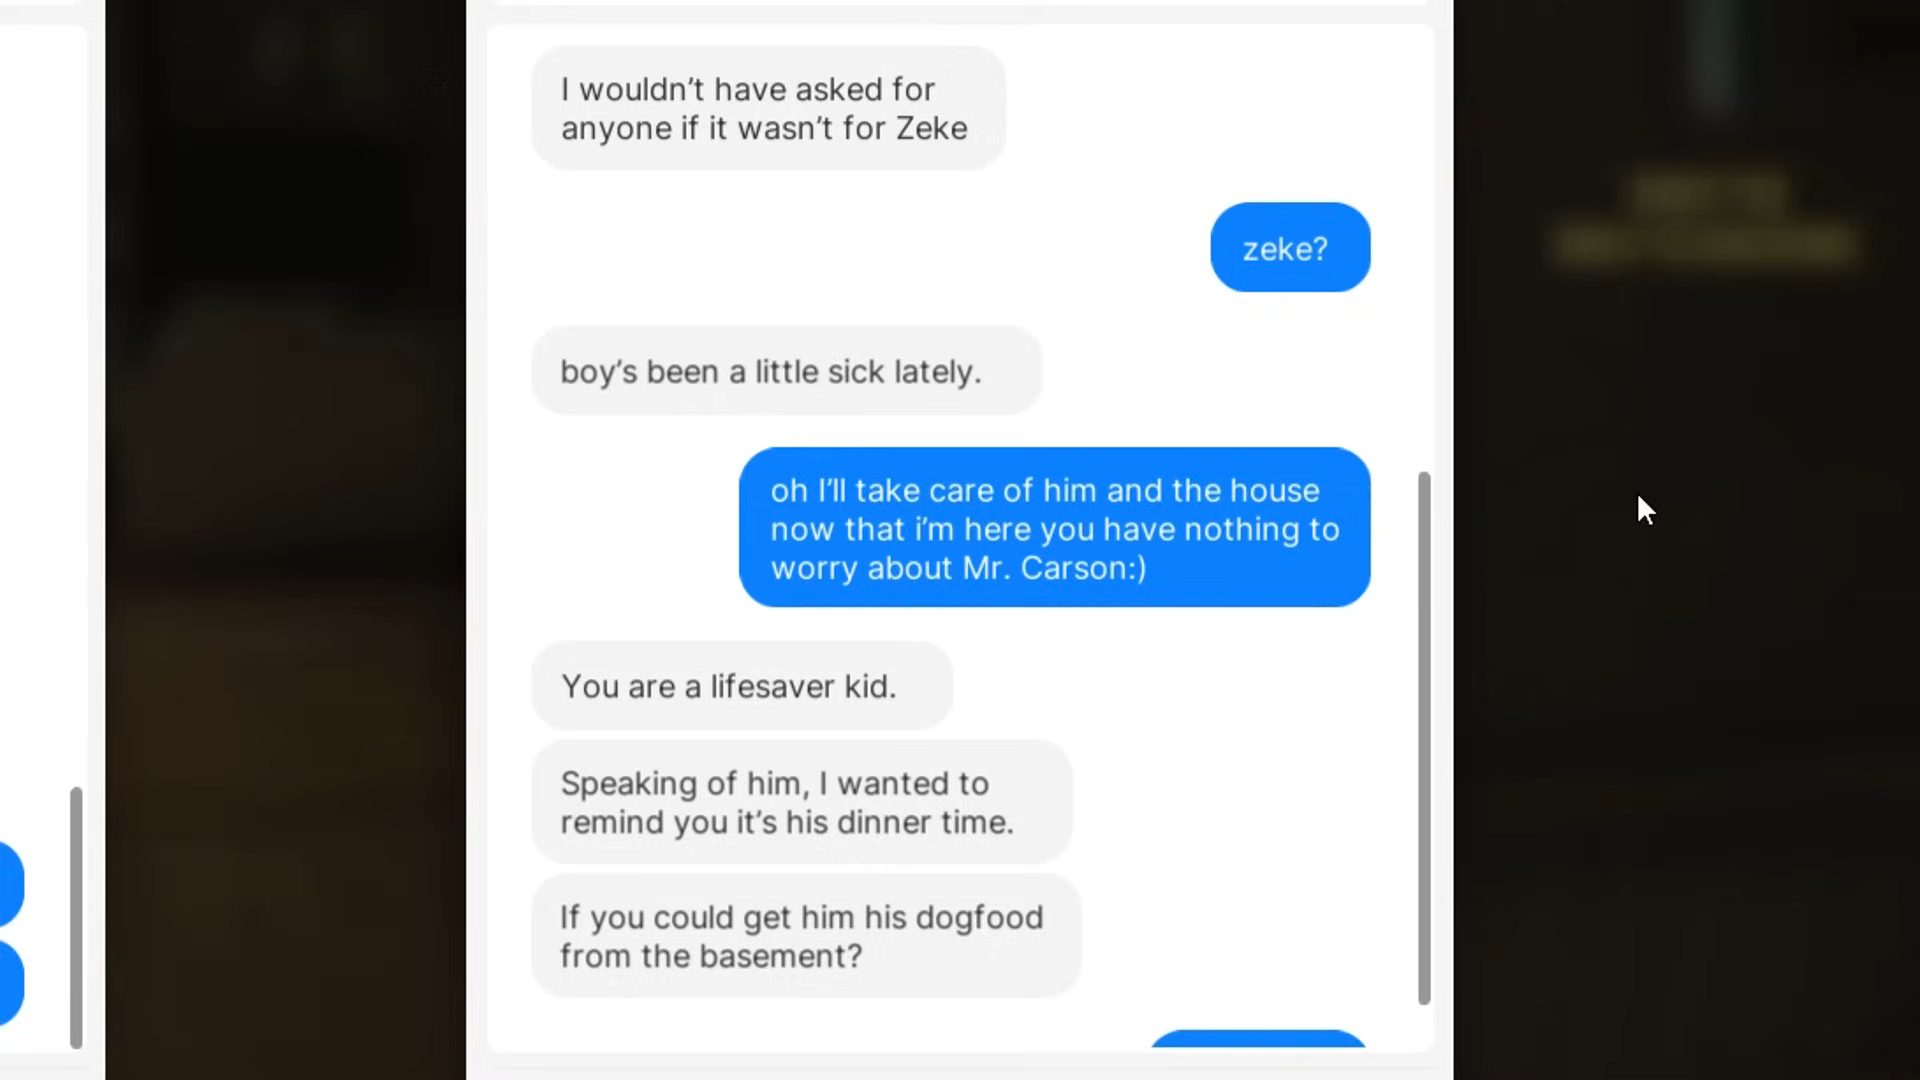 I wouldn’t have asked for
anyone if it wasn’t for Zeke
zeke?
boy’s been a little sick lately.
oh I’ll take care of him and the house
now that i’m here you have nothing to
worry about Mr. Carson:)
You are a lifesaver kid.
Speaking of him, I wanted to
remind you it’s his dinner time.
If you could get him his dogfood
from the basement?